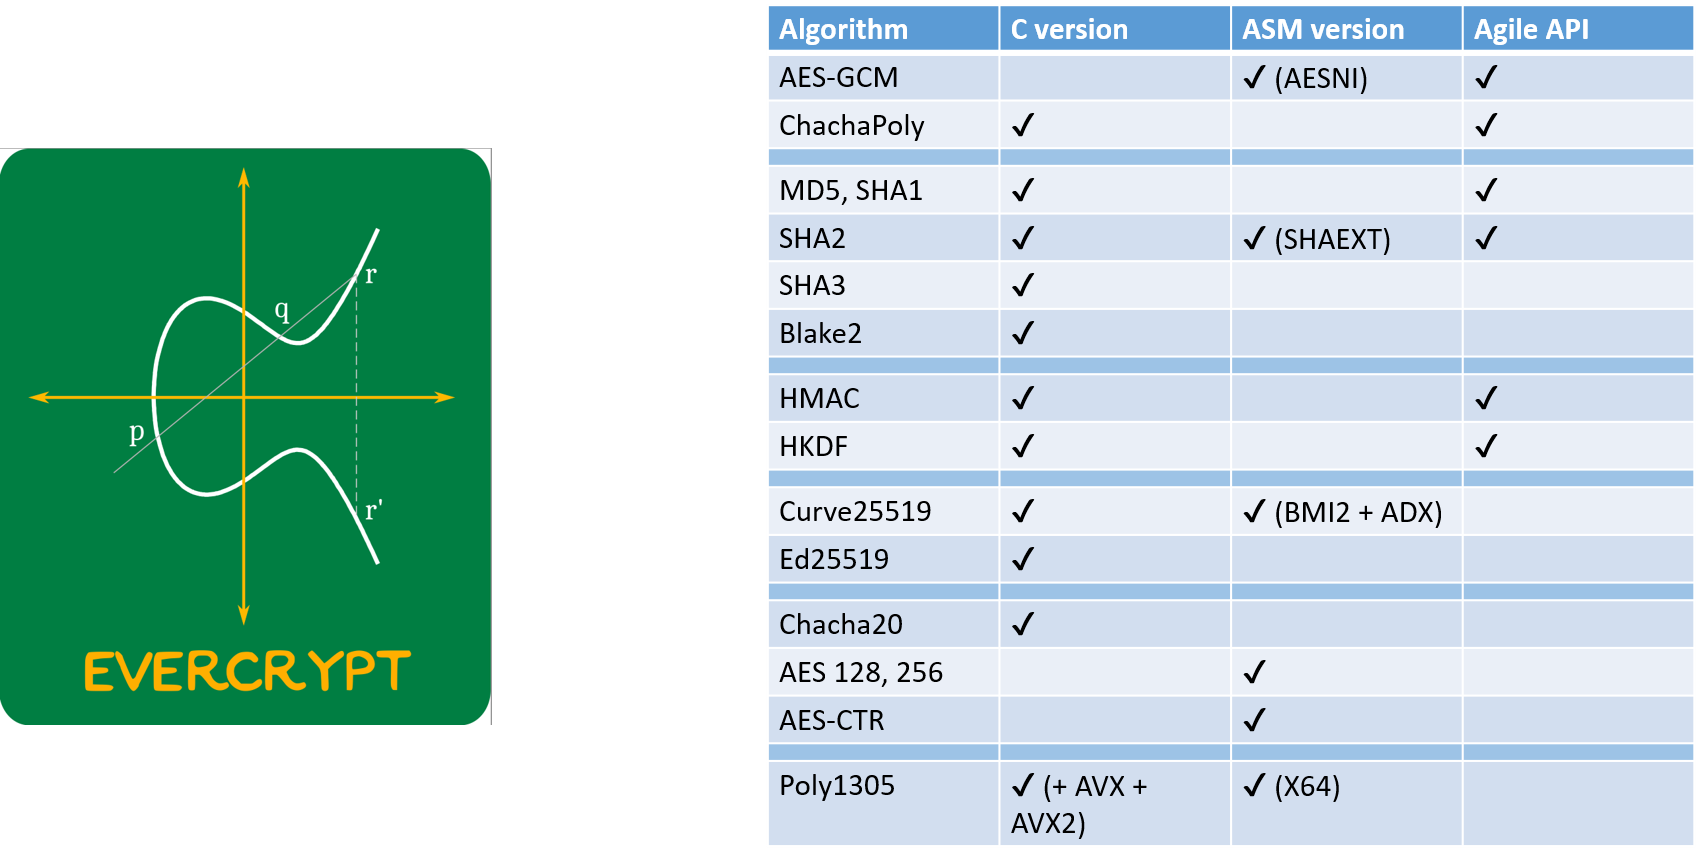 r
q
p
r'
EVERCRYPT
Algorithm C version ASM version Agile API
AES-GCM ✓ (AESNI) ✓
ChachaPoly ✓ ✓
MD5, SHA1 ✓ ✓
SHA2 ✓ ✓ (SHAEXT) ✓
SHA3 ✓
Blake2 ✓
HMAC ✓ ✓
HKDF ✓ ✓
Curve25519 ✓ ✓ (BMI2 + ADX)
Ed25519 ✓
Chacha20 ✓
AES 128, 256 ✓
AES-CTR ✓
Poly1305 ✓ (+ AVX + ✓ (X64)
AVX2)